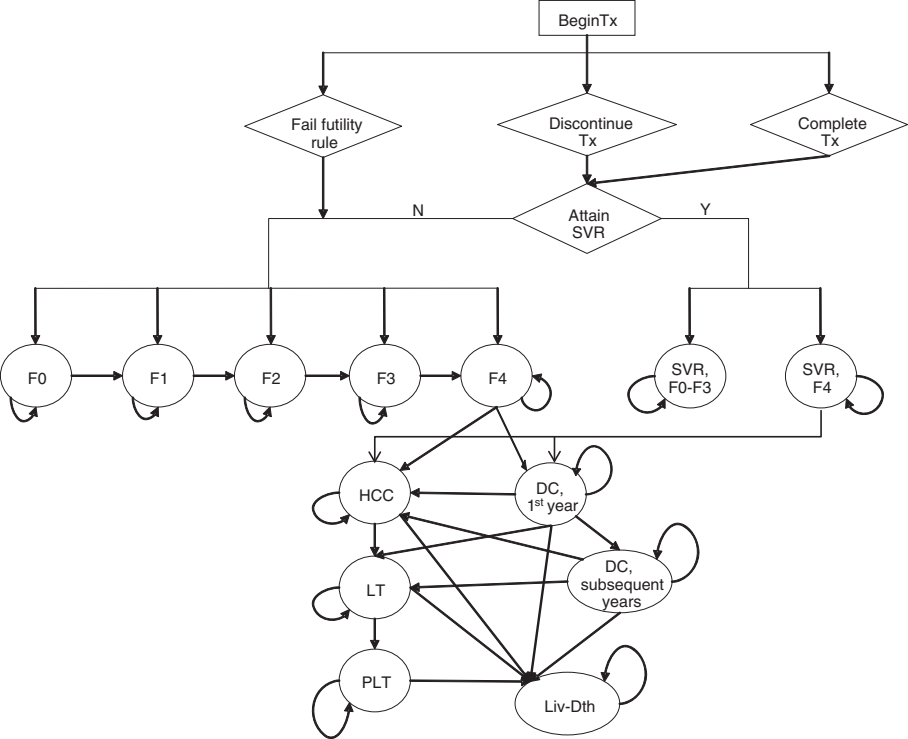 BeginTx
Fail futility
rule
Discontinue
Tx
Complete
Tx
N
Attain
SVR
Y
F0
F1
F2
F3
F4
SVR,
F0-F3
SVR,
F4
HCC
DC,
1st year
LT
DC,
subsequent
years
PLT
Liv-Dth